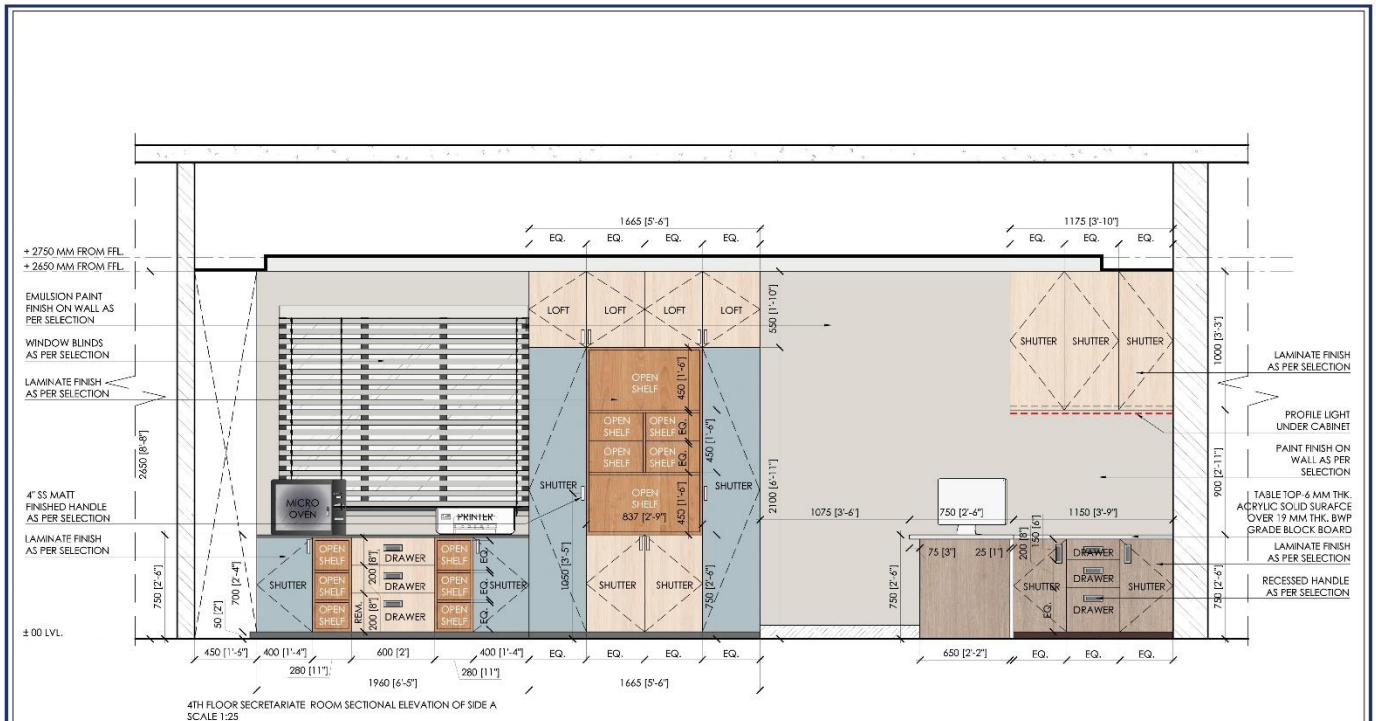 1665 [5'-6"]
EQ. EQ. EQ. EQ.
1175 [3'-10"]
EQ. EQ. EQ.
+ 2750 MM FROM FFL.
+ 2650 MM FROM FFL.
EMULSION PAINT
FINISH ON WALL AS
PER SELECTION
WINDOW BLINDS
AS PER SELECTION
LAMINATE FINISH
AS PER SELECTION
2650 [8'-8"]
4" SS MATT
FINISHED HANDLE
AS PER SELECTION
LAMINATE FINISH
AS PER SELECTION
750 [2'-6"]
± 00 LVL.
50 [2"]
700 [2'-4"]
MICRO
OVEN
PRINTER
SHUTTER
OPEN
SHELF
OPEN
SHELF
OPEN
SHELF
REM.
200 [8"]
200 [8"]
DRAWER
DRAWER
DRAWER
OPEN
SHELF
OPEN
SHELF
OPEN
SHELF
EQ.
EQ.
EQ.
SHUTTER
LOFT LOFT LOFT LOFT
550 [1'-10"]
SHUTTER
1050 [3'-5"]
OPEN
SHELF
450 [1'-6"]
OPEN
SHELF
OPEN
SHELF
EQ.
OPEN
SHELF
OPEN
SHELF
EQ.
450 [1'-6"]
OPEN
SHELF
450 [1'-6"]
837 [2'-9"]
SHUTTER
750 [2'-6"]
2100 [6'-11"]
SHUTTER SHUTTER SHUTTER
1000 [3'-3"]
900 [2'-11"]
750 [2'-6"]
1075 [3'-6"] 750 [2'-6"] 1150 [3'-9"]
750 [2'-6"]
75 [3"] 25 [1"]
200 [8"]
150 [6"]
EQ.
SHUTTER
DRAWER
DRAWER
DRAWER
SHUTTER
LAMINATE FINISH
AS PER SELECTION
PROFILE LIGHT
UNDER CABINET
PAINT FINISH ON
WALL AS PER
SELECTION
TABLE TOP-6 MM THK.
ACRYLIC SOLID SURAFCE
OVER 19 MM THK. BWP
GRADE BLOCK BOARD
LAMINATE FINISH
AS PER SELECTION
RECESSED HANDLE
AS PER SELECTION
450 [1'-6"] 400 [1'-4"] 600 [2'] 400 [1'-4"] EQ. EQ. EQ. EQ. 650 [2'-2"] EQ. EQ. EQ.
280 [11"] 280 [11"]
1960 [6'-5"] 1665 [5'-6"]
4TH FLOOR SECRETARIATE ROOM SECTIONAL ELEVATION OF SIDE A
SCALE 1:25